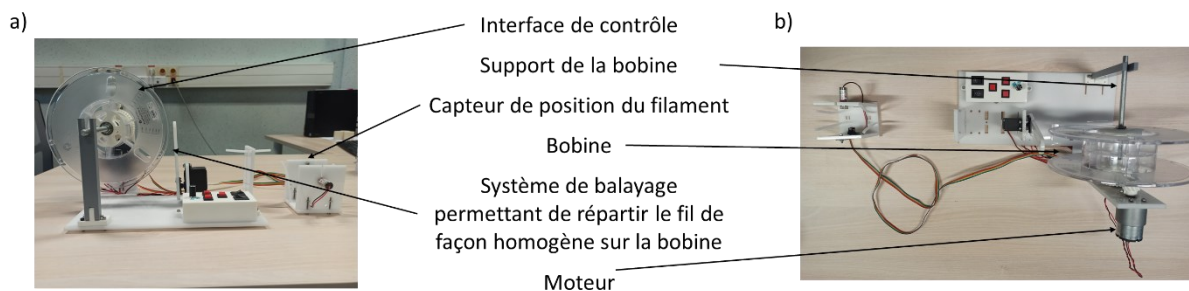 a)
Interface de contrôle
Support de la bobine
Capteur de position du filament
Bobine
Système de balayage
permettant de répartir le fil de
façon homogène sur la bobine
Moteur
b)